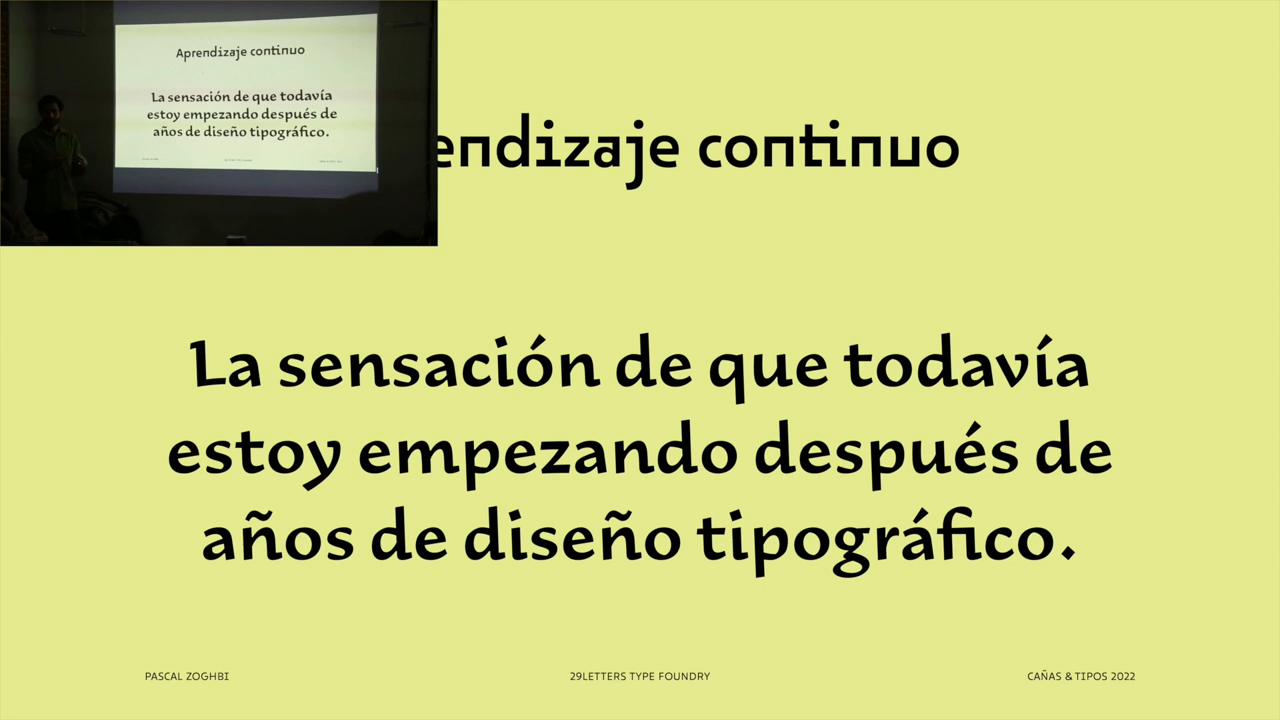 Aprendizaje continuo
La sensación de que todavía
estoy empezando después de
años de diseño tipográfico.
endizaje continuo
La sensación de que todavía
estoy empezando después de
años de diseño tipográfico.
PASCAL ZOGHBI
29LETTERS TYPE FOUNDRY
CAÑAS & TIPOS 2022